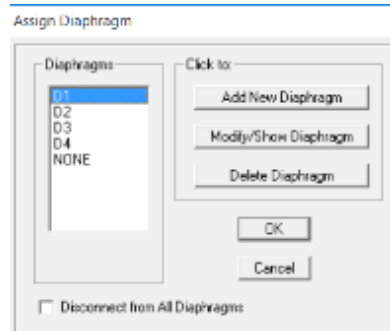 Assign Diaphragm
Diaphragms
D1
D2
D3
D4
NONE
Click to:
Add New Diaphragm
Modify/Show Diaphragm
Delete Diaphragm
OK
Cancel
Disconnect from All Diaphragms